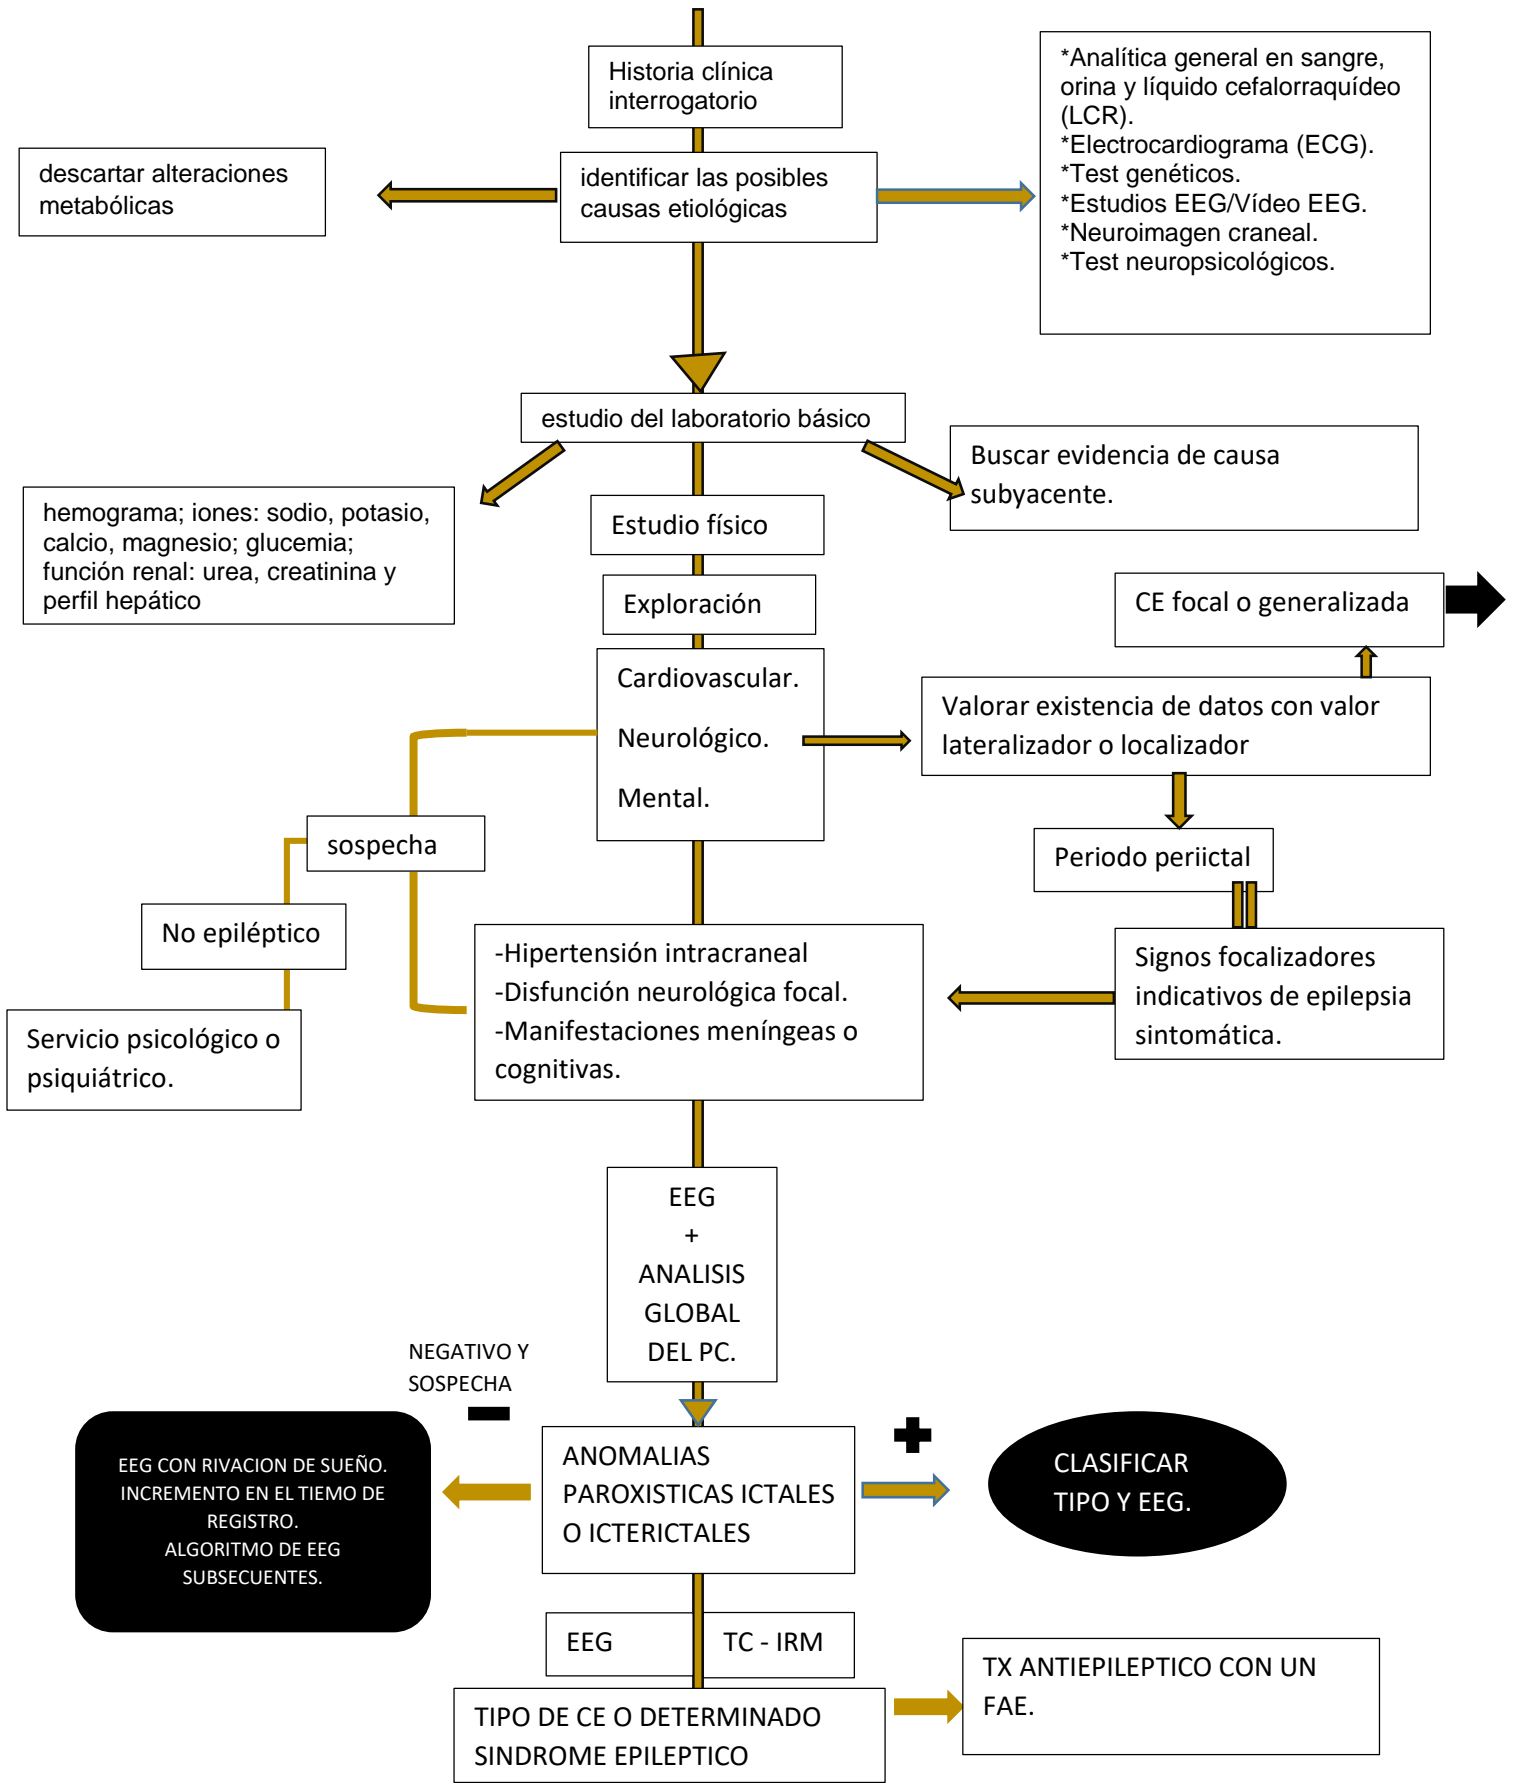 Historia clínica
interrogatorio
*Analítica general en sangre,
orina y líquido cefalorraquídeo
(LCR).
*Electrocardiograma (ECG).
*Test genéticos.
*Estudios EEG/Vídeo EEG.
*Neuroimagen craneal.
*Test neuropsicológicos.
descartar alteraciones
metabólicas
identificar las posibles
causas etiológicas
estudio del laboratorio básico
Buscar evidencia de causa
subyacente.
hemograma; iones: sodio, potasio,
calcio, magnesio; glucemia;
función renal: urea, creatinina y
perfil hepático
Estudio físico
Exploración
CE focal o generalizada
Cardiovascular.
Neurológico.
Mental.
Valorar existencia de datos con valor
lateralizador o localizador
sospecha
Periodo periictal
No epiléptico
-Hipertensión intracraneal
-Disfunción neurológica focal.
-Manifestaciones meníngeas o
cognitivas.
Signos focalizadores
indicativos de epilepsia
sintomática.
Servicio psicológico o
psiquiátrico.
EEG
+
ANALISIS
GLOBAL
DEL PC.
NEGATIVO Y
SOSPECHA
EEG CON RIVACION DE SUEÑO.
INCREMENTO EN EL TIEMO DE
REGISTRO.
ALGORITMO DE EEG
SUBSECUENTES.
ANOMALIAS
PAROXISTICAS ICTALES
O ICTERICTALES
CLASIFICAR
TIPO Y EEG.
EEG
TC - IRM
TIPO DE CE O DETERMINADO
SINDROME EPILEPTICO
TX ANTIEPILEPTICO CON UN
FAE.